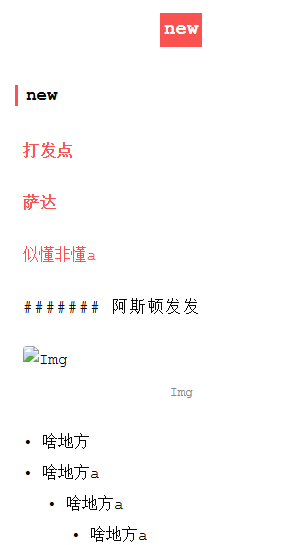 new
new
打发点
萨达
似懂非懂a
####### 阿斯顿发发
Img
Img
• 啥地方
• 啥地方a
• 啥地方a
• 啥地方a